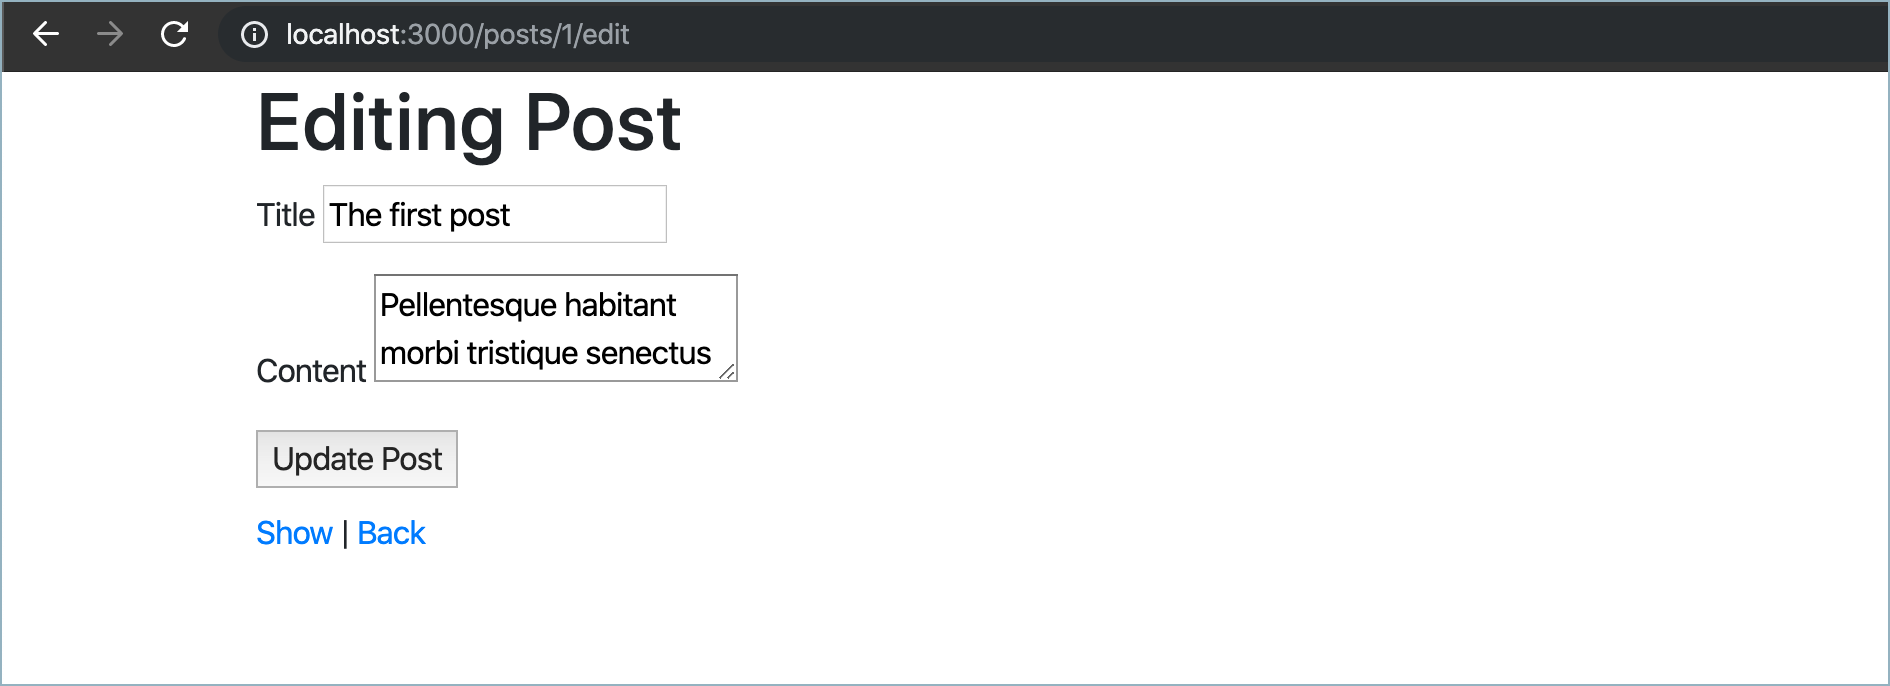 localhost:3000/posts/1/edit
Editing Post
Title The first post
Content Pellentesque habitant
morbi tristique senectus
Update Post
Show | Back